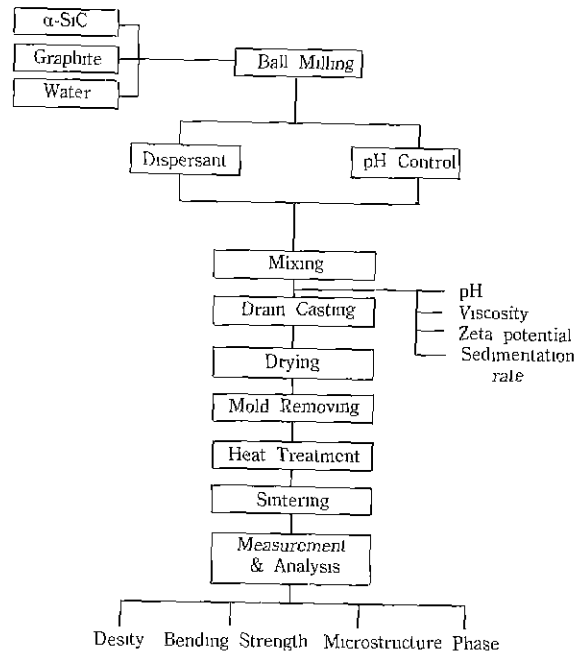 α-SiC
Graphite
Water
Ball Milling
Dispersant
pH Control
Mixing
pH
Viscosity
Zeta potential
Sedimentation
rate
Drain Casting
Drying
Mold Removing
Heat Treatment
Sintering
Measurement
& Analysis
Desity Bending Strength Microstructure Phase